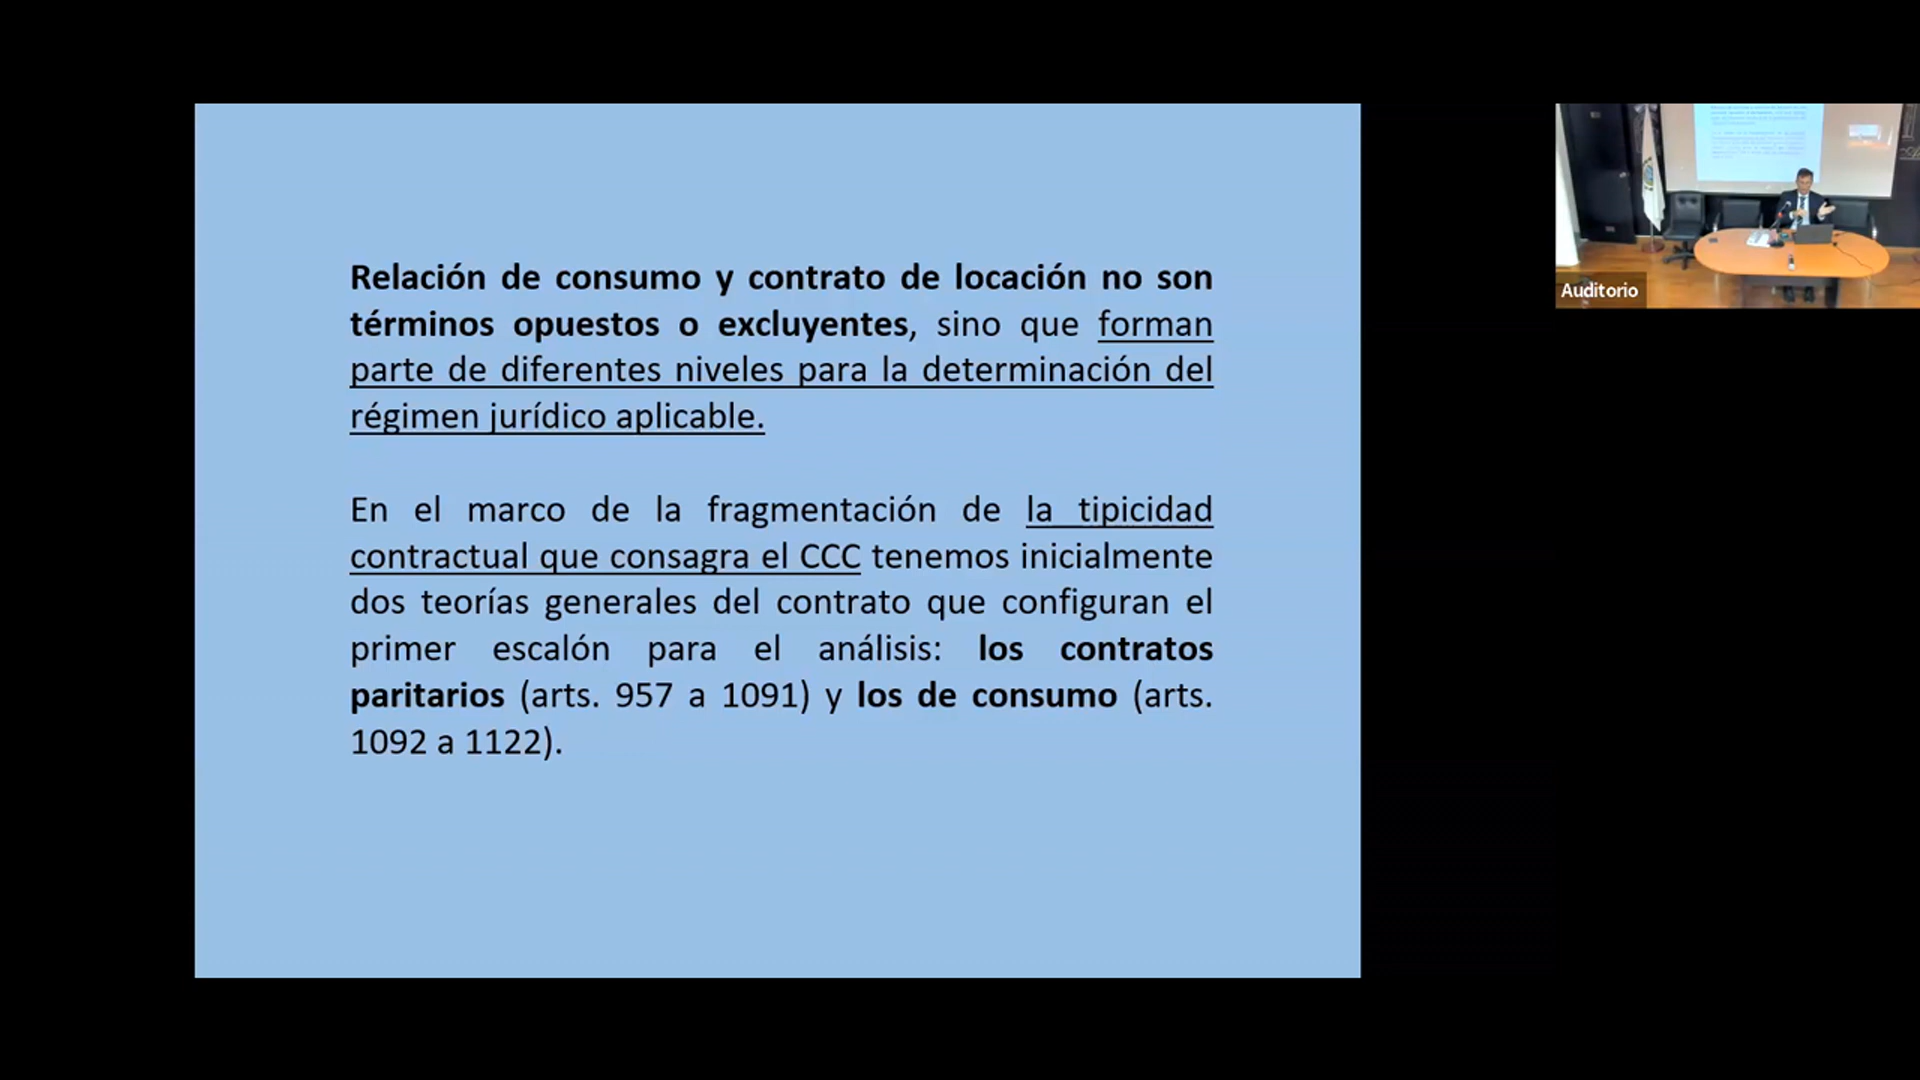 Relación de consumo y contrato de locación no son
términos opuestos o excluyentes, sino que forman
parte de diferentes niveles para la determinación del
régimen jurídico aplicable.
En el marco de la fragmentación de la tipicidad
contractual que consagra el CCC tenemos inicialmente
dos teorías generales del contrato que configuran el
primer escalón para el análisis: los contratos
paritarios (arts. 957 a 1091) y los de consumo (arts.
1092 a 1122).
Auditorio